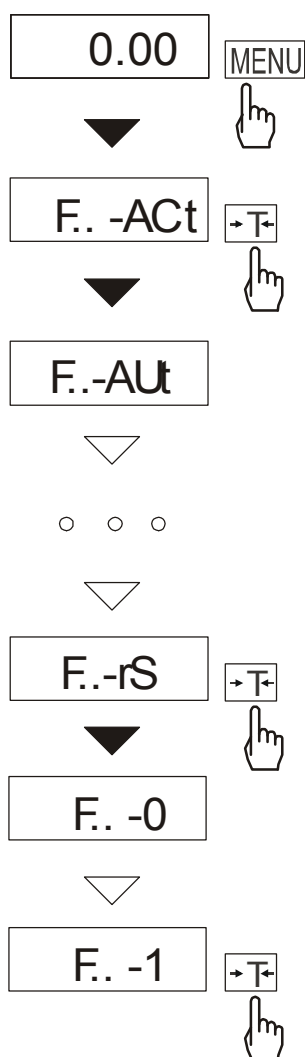 0.00 MENU
F.. -ACt →T←
F..-AUt
F..-rS →T←
F.. -0
F.. -1 →T←